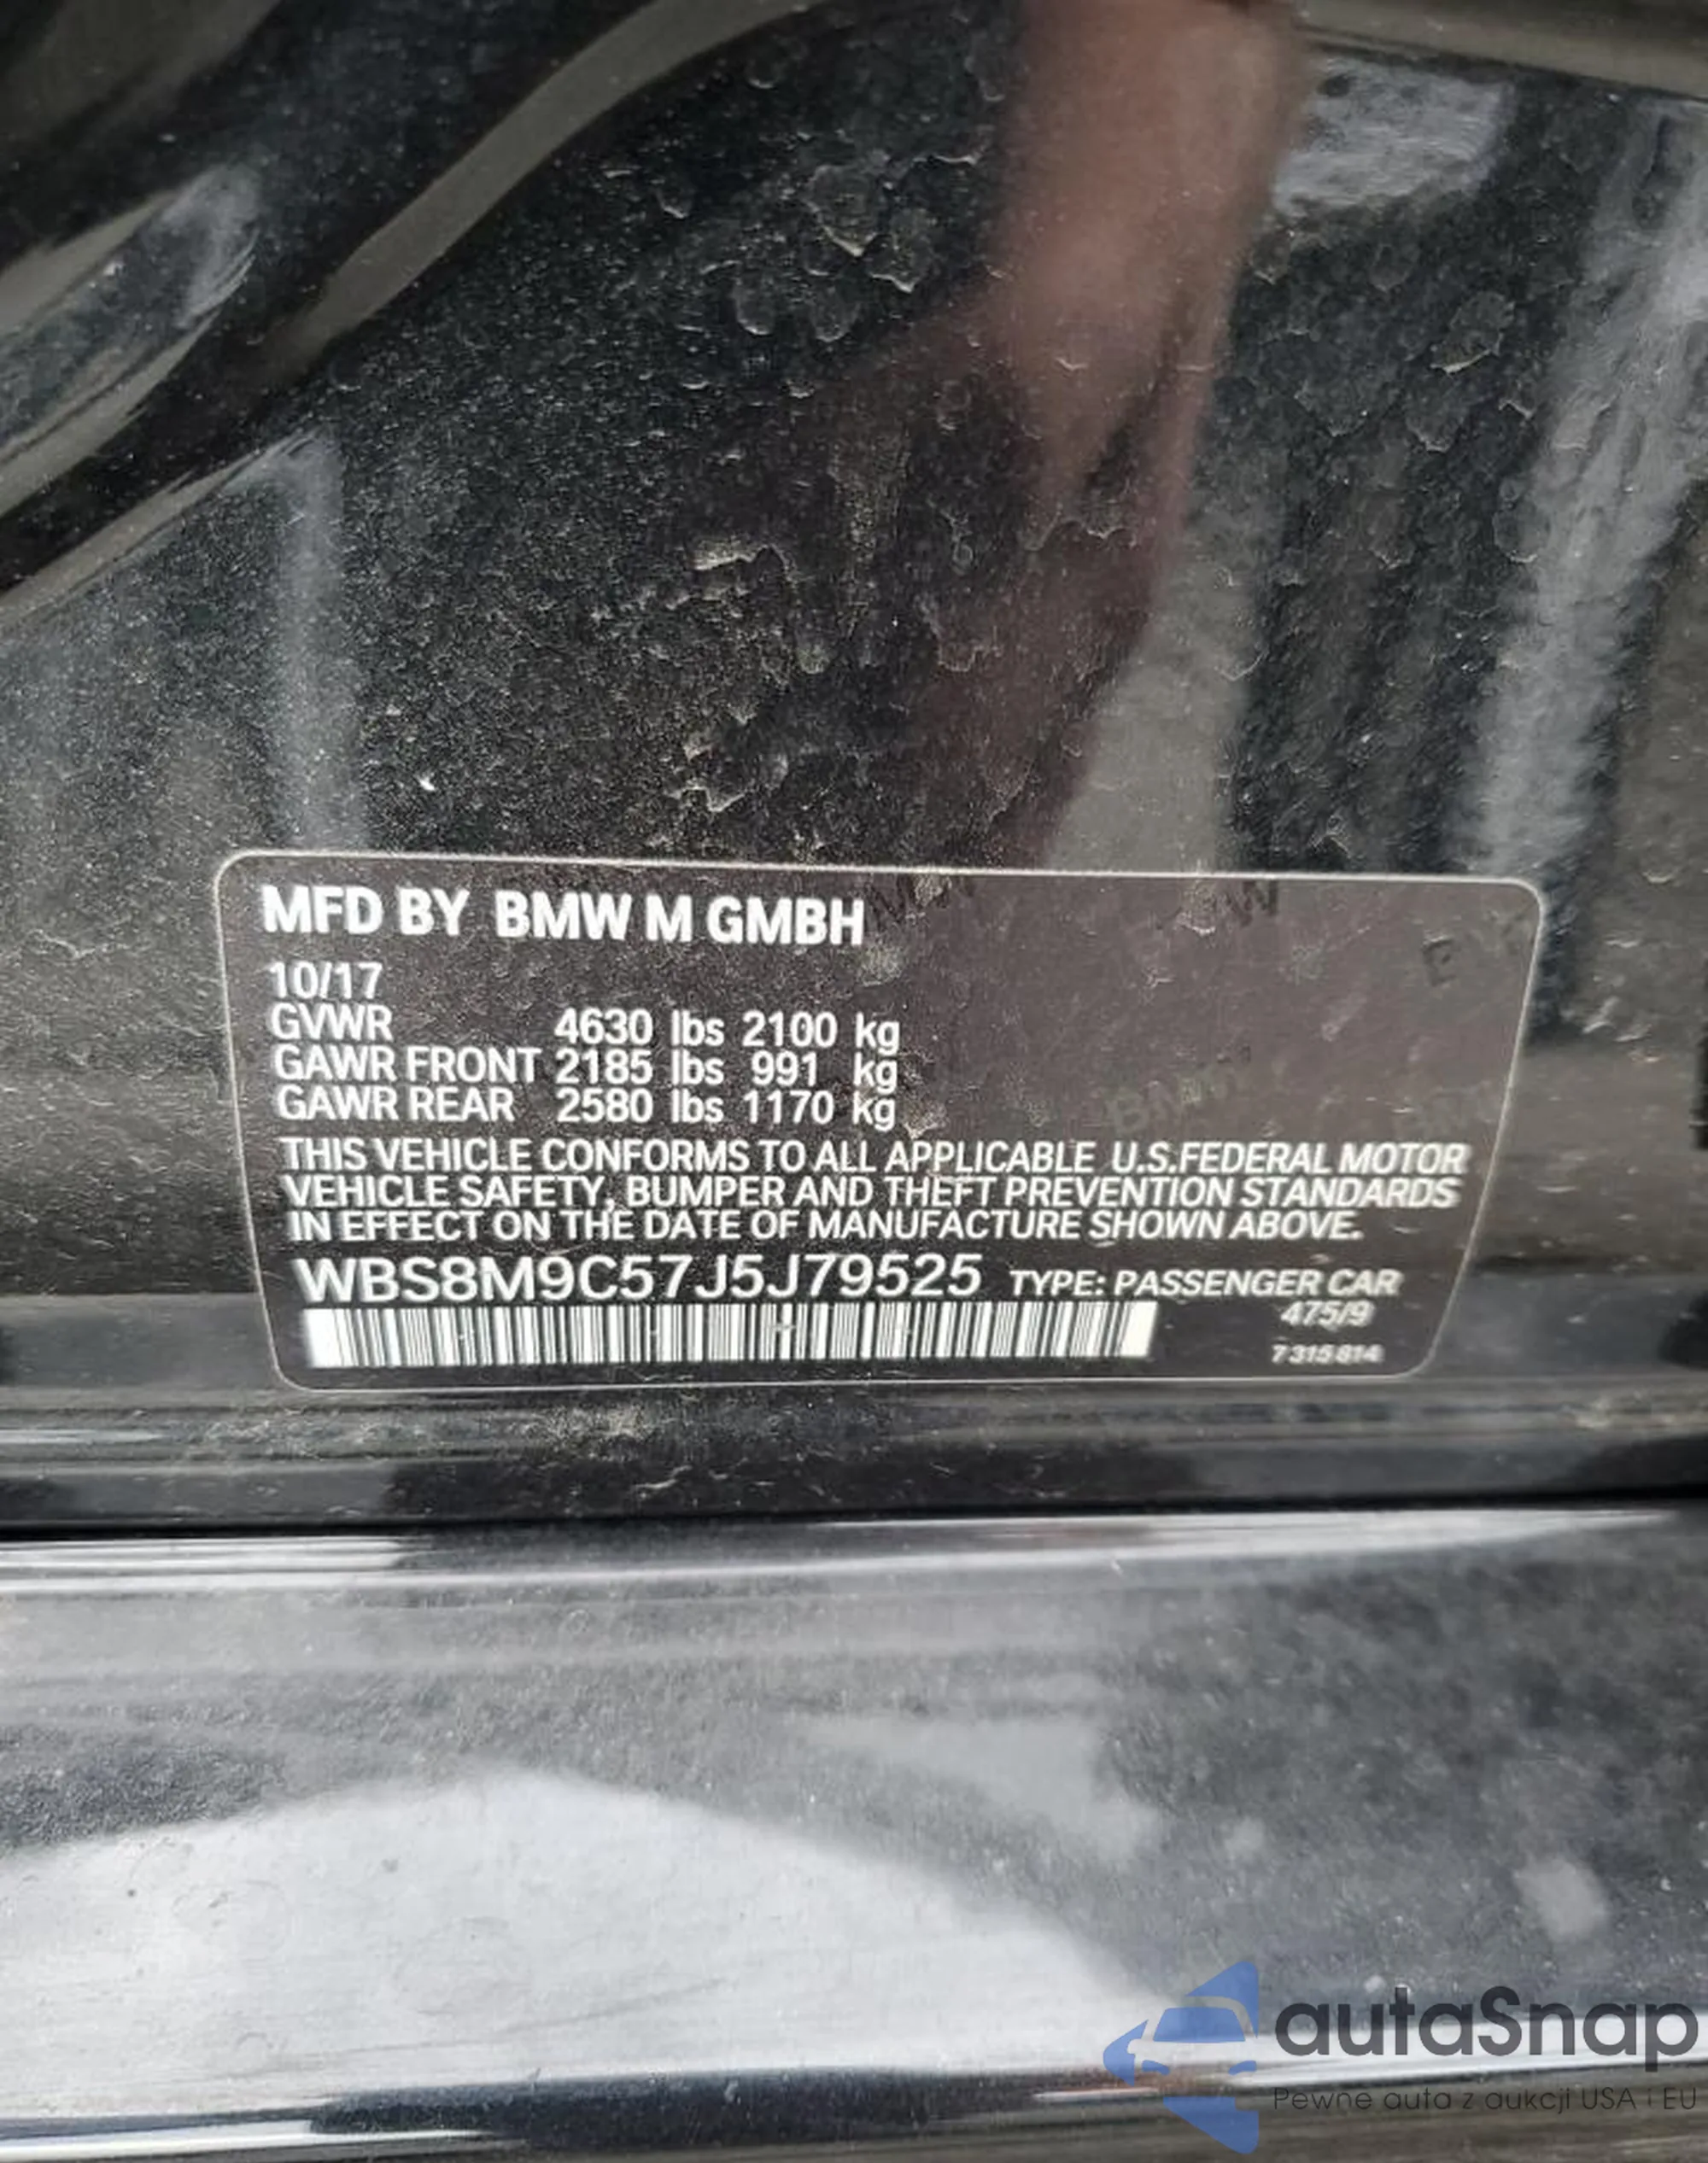 MFD BY BMW M GMBH
10/17
GVWR 4630 lbs 2100 kg
GAWR FRONT 2185 lbs 991 kg
GAWR REAR 2580 lbs 1170 kg
THIS VEHICLE CONFORMS TO ALL APPLICABLE U.S.FEDERAL MOTOR
VEHICLE SAFETY, BUMPER AND THEFT PREVENTION STANDARDS
IN EFFECT ON THE DATE OF MANUFACTURE SHOWN ABOVE.
WBS8M9C57J5J79525 TYPE: PASSENGER CAR
475/9
7 315 814
autaSnap
Pewne auta z aukcji USA i EU